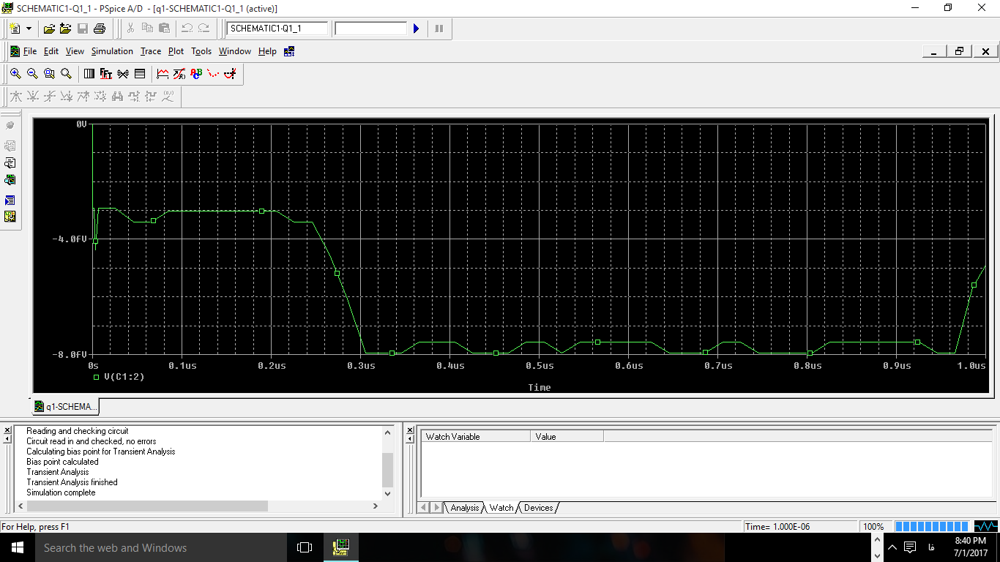 SCHEMATIC1-Q1_1 - PSpice A/D - [q1-SCHEMATIC1-Q1_1 (active)]
SCHEMATIC1-Q1_1
File Edit View Simulation Trace Plot Tools Window Help
FFT
ABC
0V
-4.0fV
-8.0fV
0s 0.1us 0.2us 0.3us 0.4us 0.5us 0.6us 0.7us 0.8us 0.9us 1.0us
V(C1:2)
Time
q1-SCHEMA...
Reading and checking circuit
Circuit read in and checked, no errors
Calculating bias point for Transient Analysis
Bias point calculated
Transient Analysis
Transient Analysis finished
Simulation complete
Watch Variable Value
Analysis Watch Devices
For Help, press F1 Time= 1.000E-06 100%
Search the web and Windows
فا
8:40 PM
7/1/2017